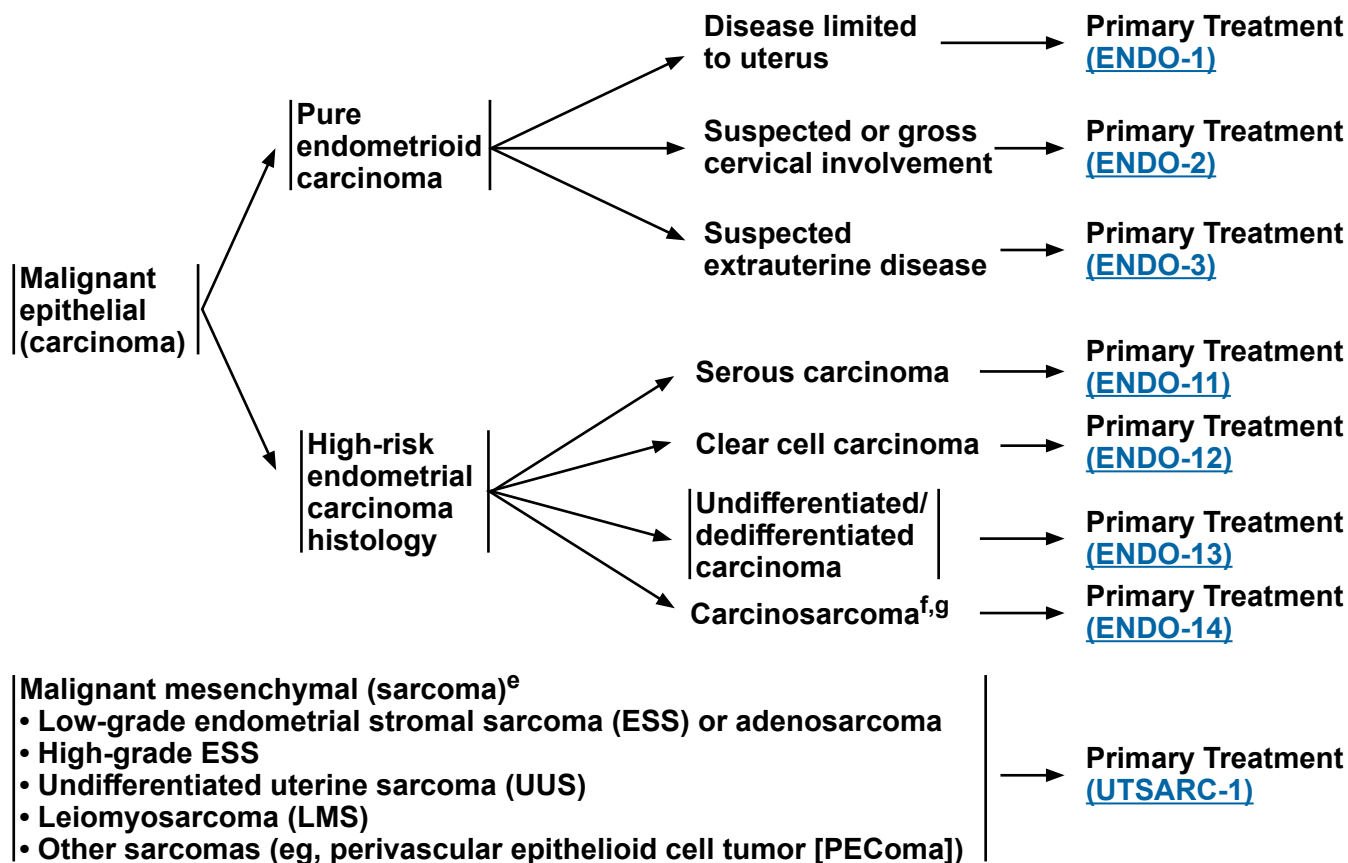 Malignant
epithelial
(carcinoma)
Pure
endometrioid
carcinoma
Disease limited
to uterus
Primary Treatment
(ENDO-1)
Suspected or gross
cervical involvement
Primary Treatment
(ENDO-2)
Suspected
extrauterine disease
Primary Treatment
(ENDO-3)
High-risk
endometrial
carcinoma
histology
Serous carcinoma
Primary Treatment
(ENDO-11)
Clear cell carcinoma
Primary Treatment
(ENDO-12)
Undifferentiated/
dedifferentiated
carcinoma
Primary Treatment
(ENDO-13)
Carcinosarcomaf,g
Primary Treatment
(ENDO-14)
Malignant mesenchymal (sarcoma)e
• Low-grade endometrial stromal sarcoma (ESS) or adenosarcoma
• High-grade ESS
• Undifferentiated uterine sarcoma (UUS)
• Leiomyosarcoma (LMS)
• Other sarcomas (eg, perivascular epithelioid cell tumor [PEComa])
Primary Treatment
(UTSARC-1)